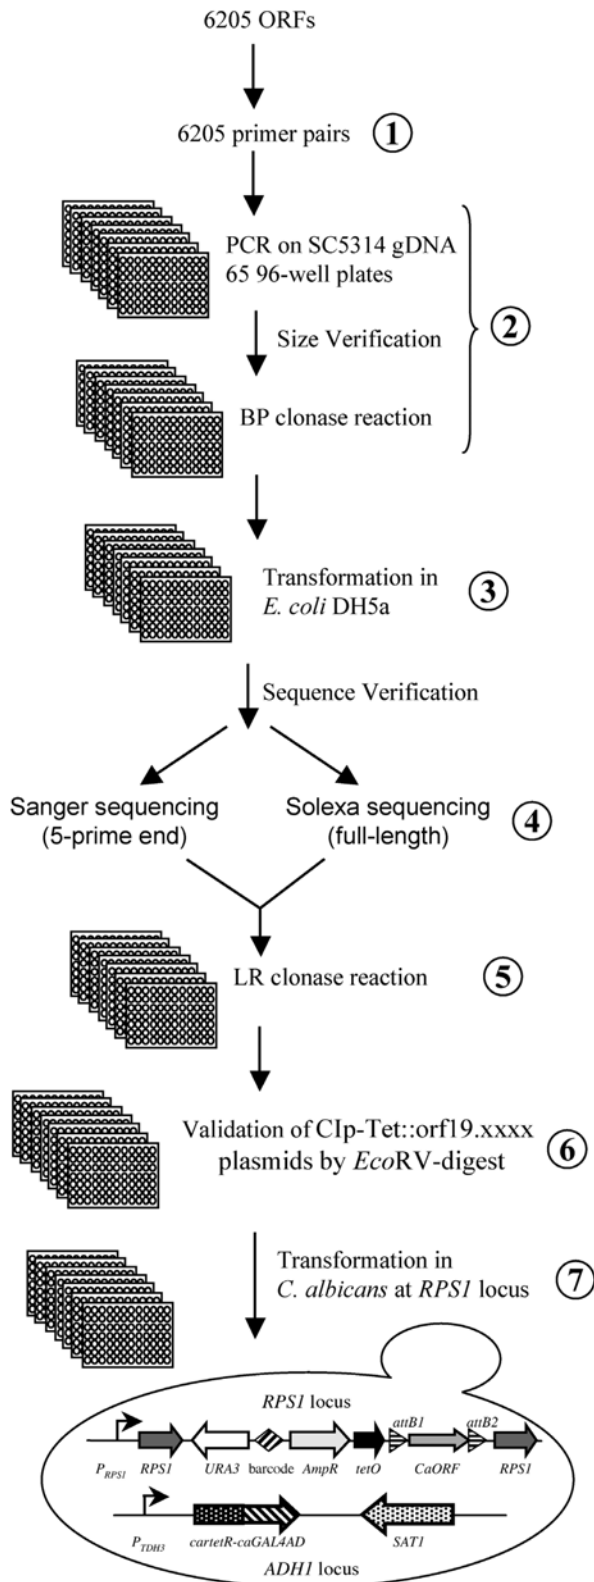 6205 ORFs
6205 primer pairs 1
PCR on SC5314 gDNA
65 96-well plates
2
Size Verification
BP clonase reaction
Transformation in
E. coli DH5a
3
Sequence Verification
Sanger sequencing
(5-prime end)
Solexa sequencing
(full-length)
4
LR clonase reaction 5
Validation of CIp-Tet::orf19.xxxx
plasmids by EcoRV-digest
6
Transformation in
C. albicans at RPS1 locus
7
RPS1 locus
attB1 attB2
PRPS1 RPS1 URA3 barcode AmpR tetO CaORF RPS1
PTDH3 cartetR-caGAL4AD SAT1
ADH1 locus